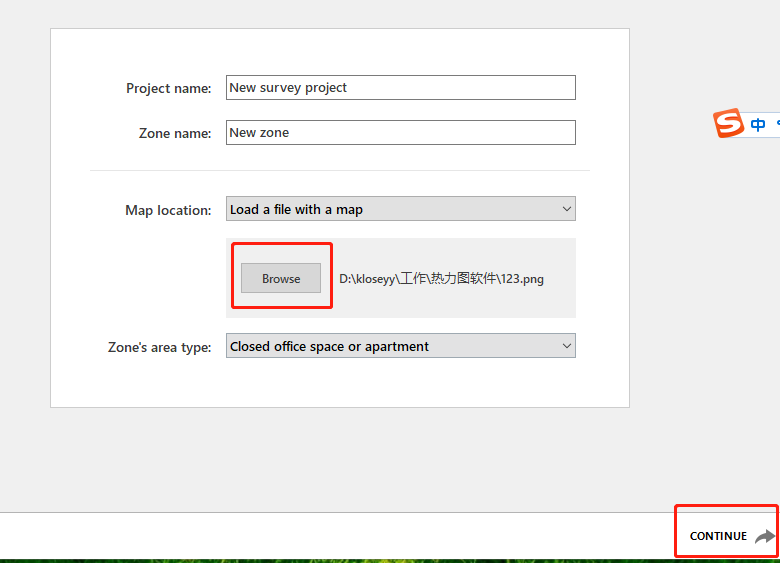 Project name: New survey project
Zone name: New zone
中
Map location: Load a file with a map
Browse D:\kloseyy\工作\热力图软件\123.png
Zone's area type: Closed office space or apartment
CONTINUE